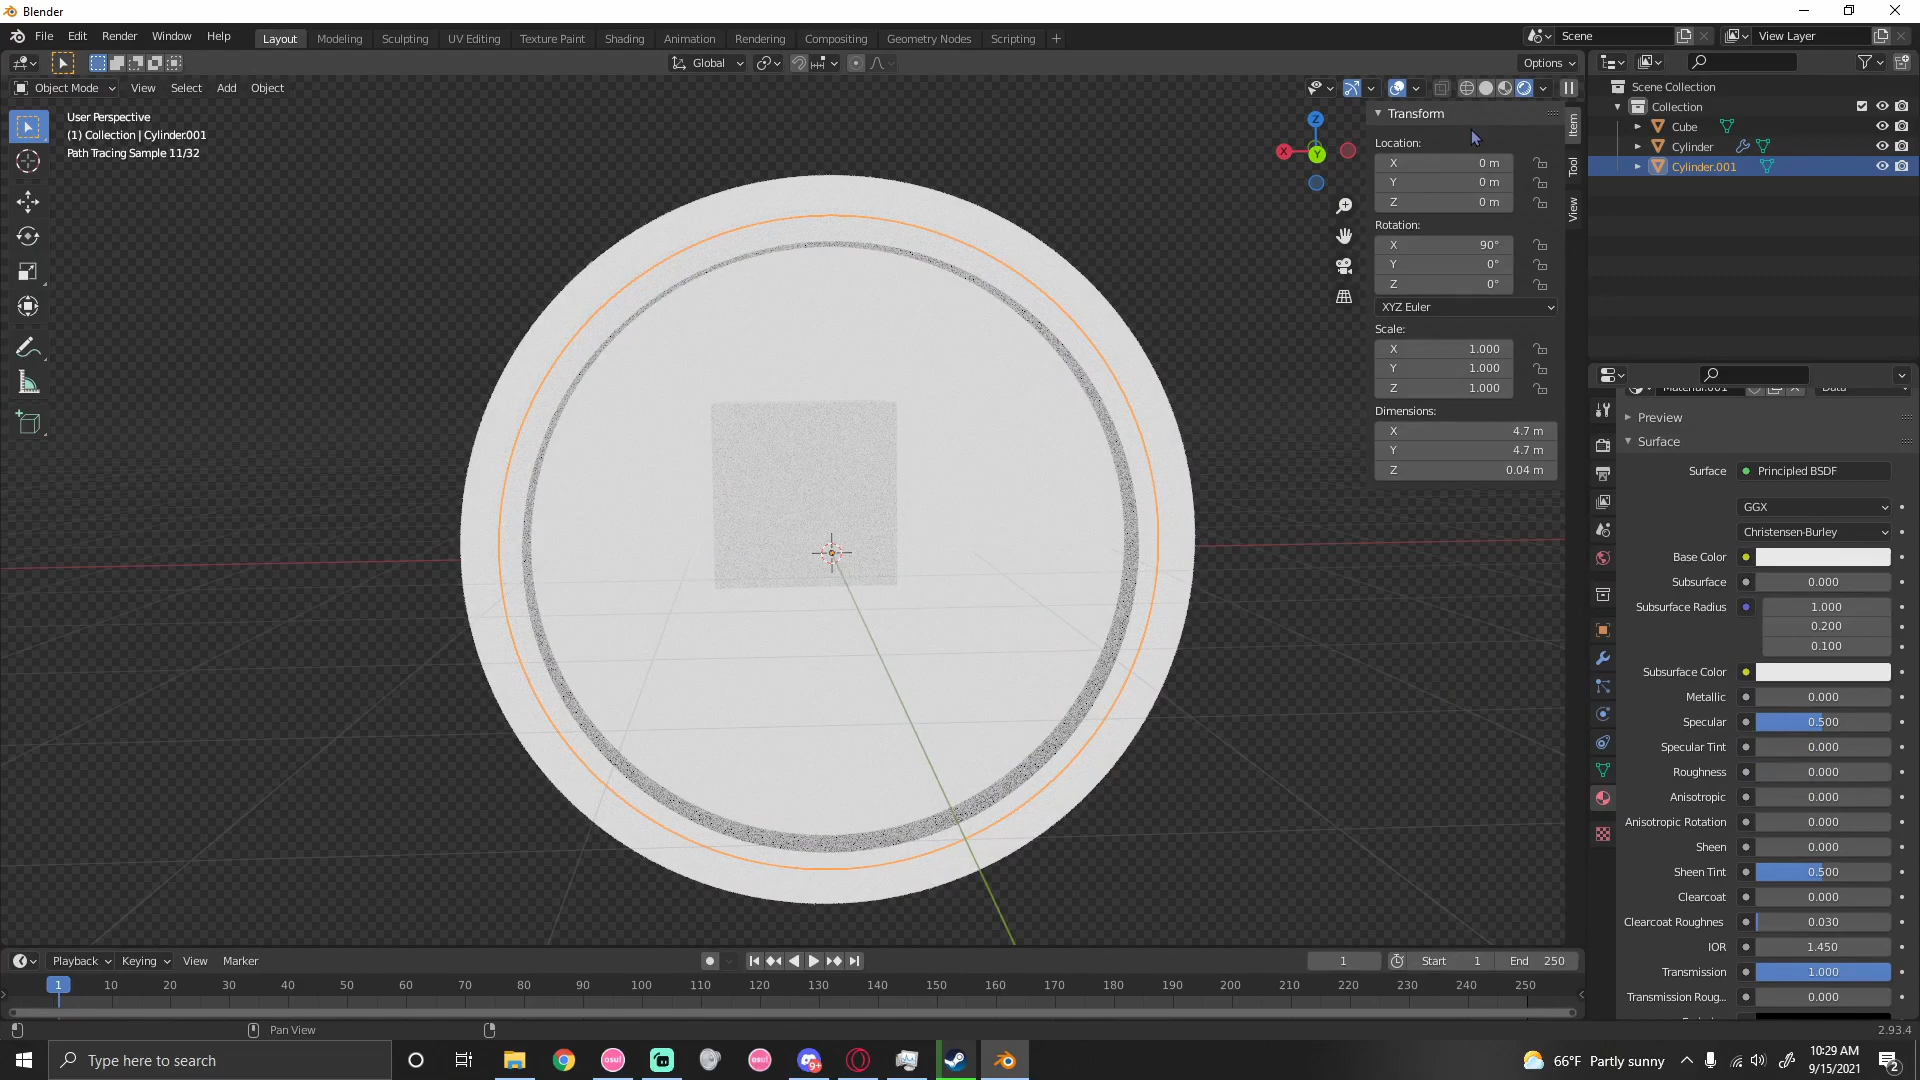 Blender
File Edit Render Window Help Layout Modeling Sculpting UV Editing Texture Paint Shading Animation Rendering Compositing Geometry Nodes Scripting + Scene View Layer
Global Options
Object Mode View Select Add Object
User Perspective
(1) Collection | Cylinder.001
Path Tracing Sample 11/32
Z
X
Y
Transform
Location:
X 0 m
Y 0 m
Z 0 m
Rotation:
X 90°
Y 0°
Z 0°
XYZ Euler
Scale:
X 1.000
Y 1.000
Z 1.000
Dimensions:
X 4.7 m
Y 4.7 m
Z 0.04 m
Item
Tool
View
Scene Collection
Collection
Cube
Cylinder
Cylinder.001
Material.001 Data
Preview
Surface
Surface Principled BSDF
GGX
Christensen-Burley
Base Color
Subsurface 0.000
Subsurface Radius 1.000
0.200
0.100
Subsurface Color
Metallic 0.000
Specular 0.500
Specular Tint 0.000
Roughness 0.000
Anisotropic 0.000
Anisotropic Rotation 0.000
Sheen 0.000
Sheen Tint 0.500
Clearcoat 0.000
Clearcoat Roughnes 0.030
IOR 1.450
Transmission 1.000
Transmission Roug... 0.000
Playback Keying View Marker 1 Start 1 End 250
1 10 20 30 40 50 60 70 80 90 100 110 120 130 140 150 160 170 180 190 200 210 220 230 240 250
Pan View 2.93.4
Type here to search osu! osu! 9+ 66°F Partly sunny 10:29 AM
9/15/2021 2